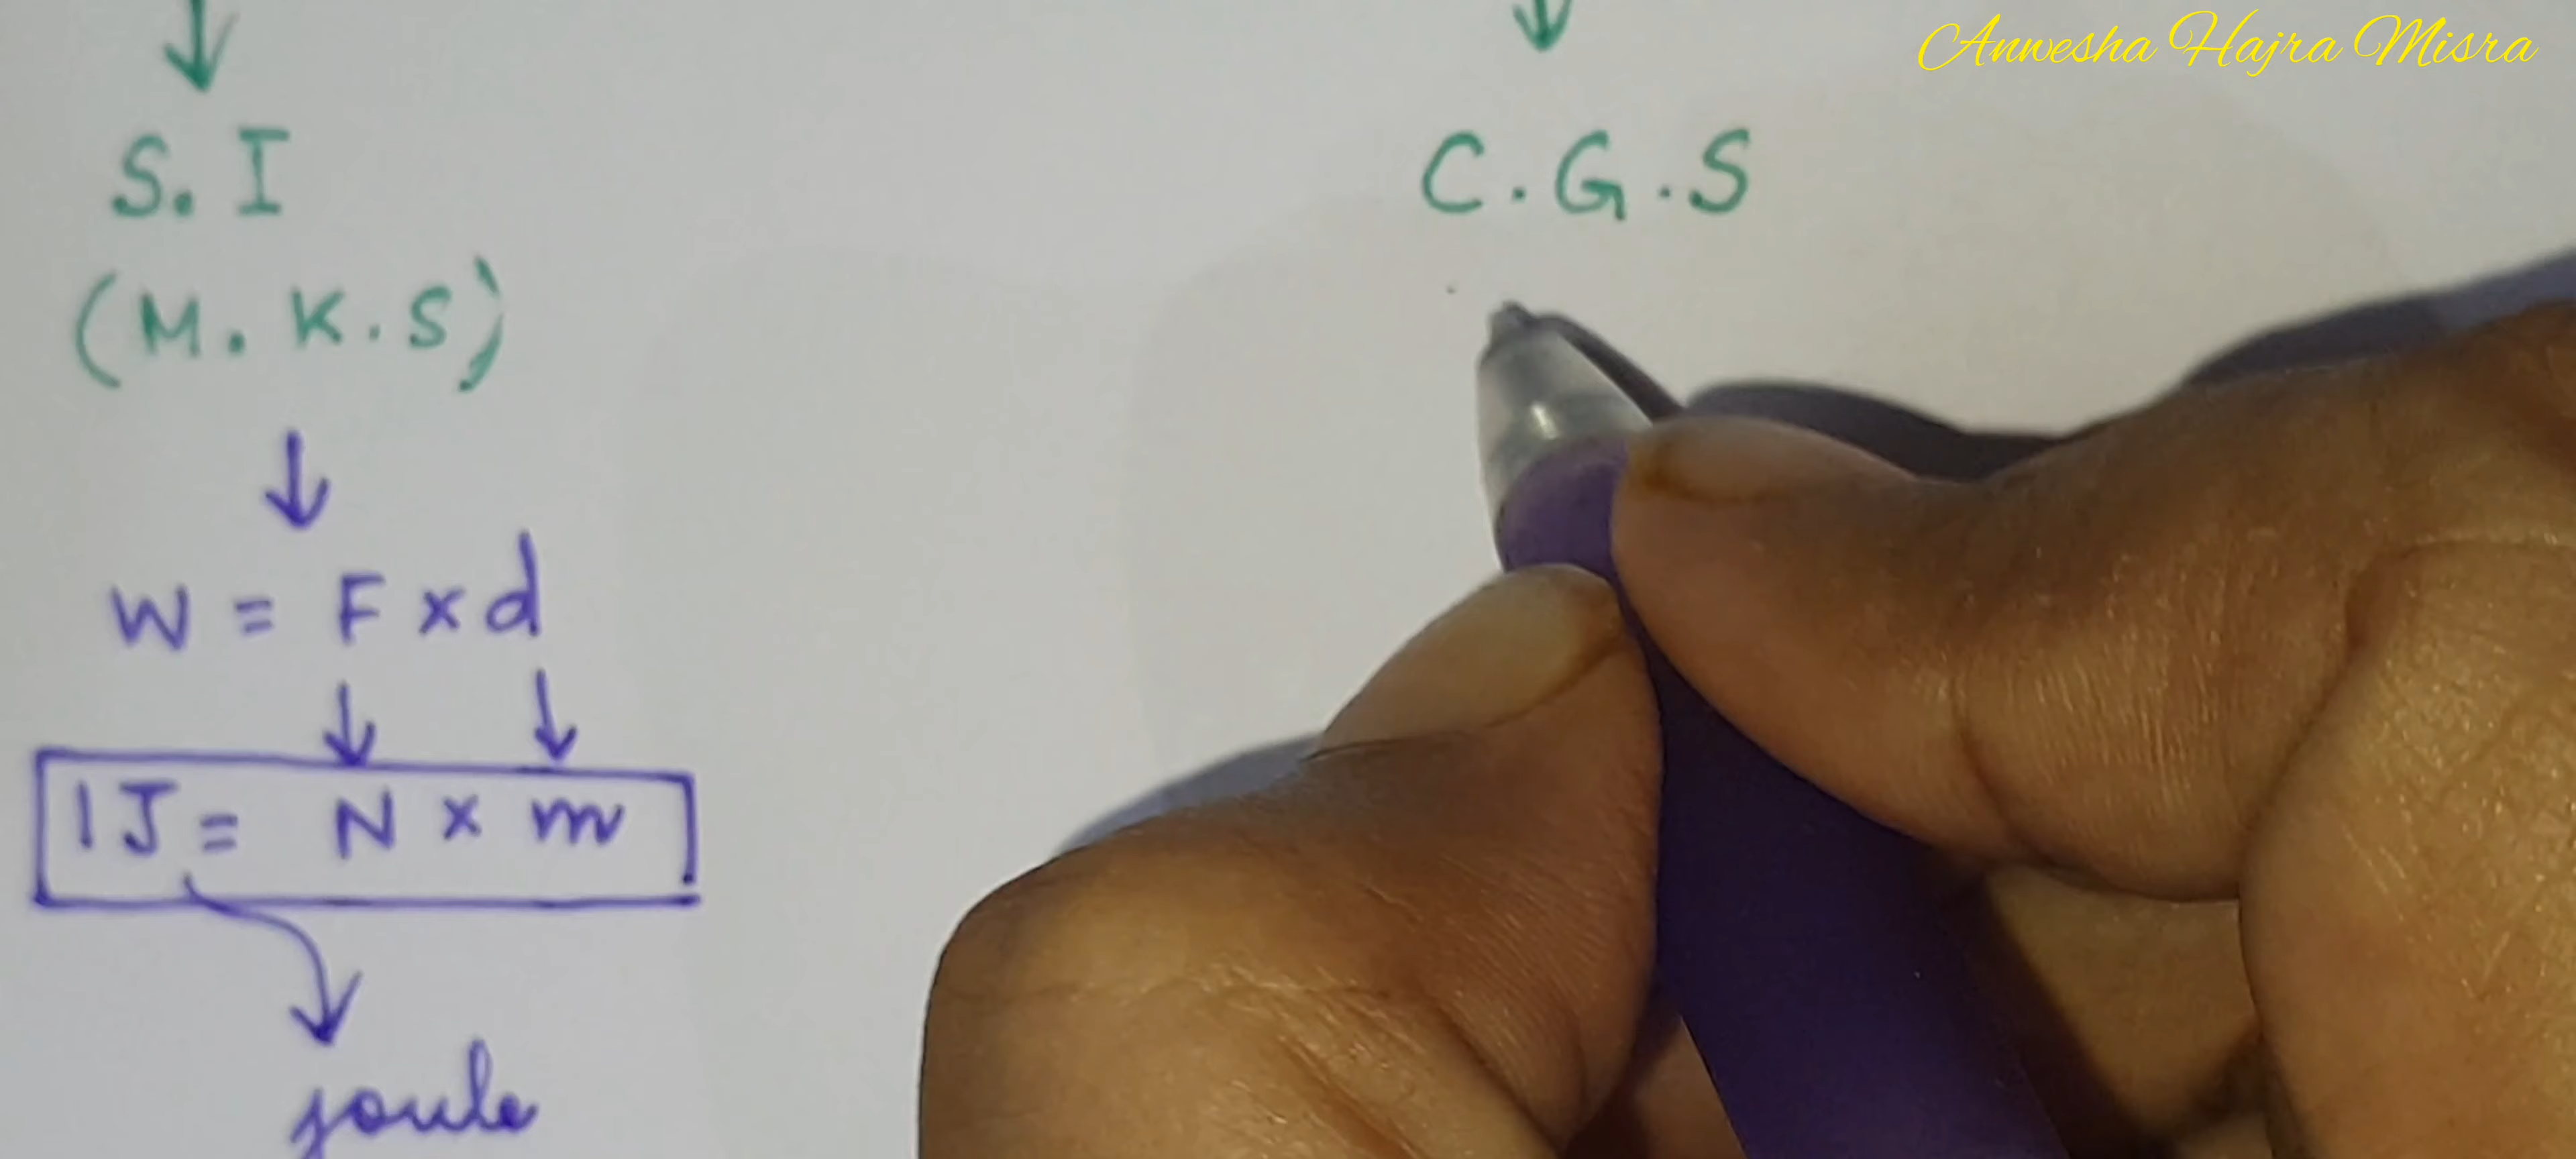 Anwesha Hajra Misra
S.I
C.G.S
(M.K.S)
W = F x d
1J = N x m
joule